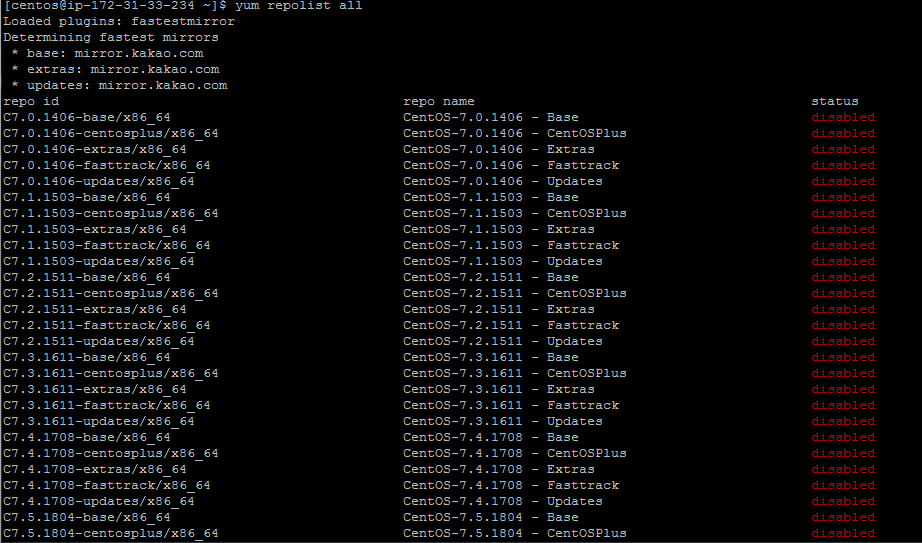 [centos@ip-172-31-33-234 ~]$ yum repolist all
Loaded plugins: fastestmirror
Determining fastest mirrors
 * base: mirror.kakao.com
 * extras: mirror.kakao.com
 * updates: mirror.kakao.com
repo id repo name status
C7.0.1406-base/x86_64 CentOS-7.0.1406 - Base disabled
C7.0.1406-centosplus/x86_64 CentOS-7.0.1406 - CentOSPlus disabled
C7.0.1406-extras/x86_64 CentOS-7.0.1406 - Extras disabled
C7.0.1406-fasttrack/x86_64 CentOS-7.0.1406 - Fasttrack disabled
C7.0.1406-updates/x86_64 CentOS-7.0.1406 - Updates disabled
C7.1.1503-base/x86_64 CentOS-7.1.1503 - Base disabled
C7.1.1503-centosplus/x86_64 CentOS-7.1.1503 - CentOSPlus disabled
C7.1.1503-extras/x86_64 CentOS-7.1.1503 - Extras disabled
C7.1.1503-fasttrack/x86_64 CentOS-7.1.1503 - Fasttrack disabled
C7.1.1503-updates/x86_64 CentOS-7.1.1503 - Updates disabled
C7.2.1511-base/x86_64 CentOS-7.2.1511 - Base disabled
C7.2.1511-centosplus/x86_64 CentOS-7.2.1511 - CentOSPlus disabled
C7.2.1511-extras/x86_64 CentOS-7.2.1511 - Extras disabled
C7.2.1511-fasttrack/x86_64 CentOS-7.2.1511 - Fasttrack disabled
C7.2.1511-updates/x86_64 CentOS-7.2.1511 - Updates disabled
C7.3.1611-base/x86_64 CentOS-7.3.1611 - Base disabled
C7.3.1611-centosplus/x86_64 CentOS-7.3.1611 - CentOSPlus disabled
C7.3.1611-extras/x86_64 CentOS-7.3.1611 - Extras disabled
C7.3.1611-fasttrack/x86_64 CentOS-7.3.1611 - Fasttrack disabled
C7.3.1611-updates/x86_64 CentOS-7.3.1611 - Updates disabled
C7.4.1708-base/x86_64 CentOS-7.4.1708 - Base disabled
C7.4.1708-centosplus/x86_64 CentOS-7.4.1708 - CentOSPlus disabled
C7.4.1708-extras/x86_64 CentOS-7.4.1708 - Extras disabled
C7.4.1708-fasttrack/x86_64 CentOS-7.4.1708 - Fasttrack disabled
C7.4.1708-updates/x86_64 CentOS-7.4.1708 - Updates disabled
C7.5.1804-base/x86_64 CentOS-7.5.1804 - Base disabled
C7.5.1804-centosplus/x86_64 CentOS-7.5.1804 - CentOSPlus disabled